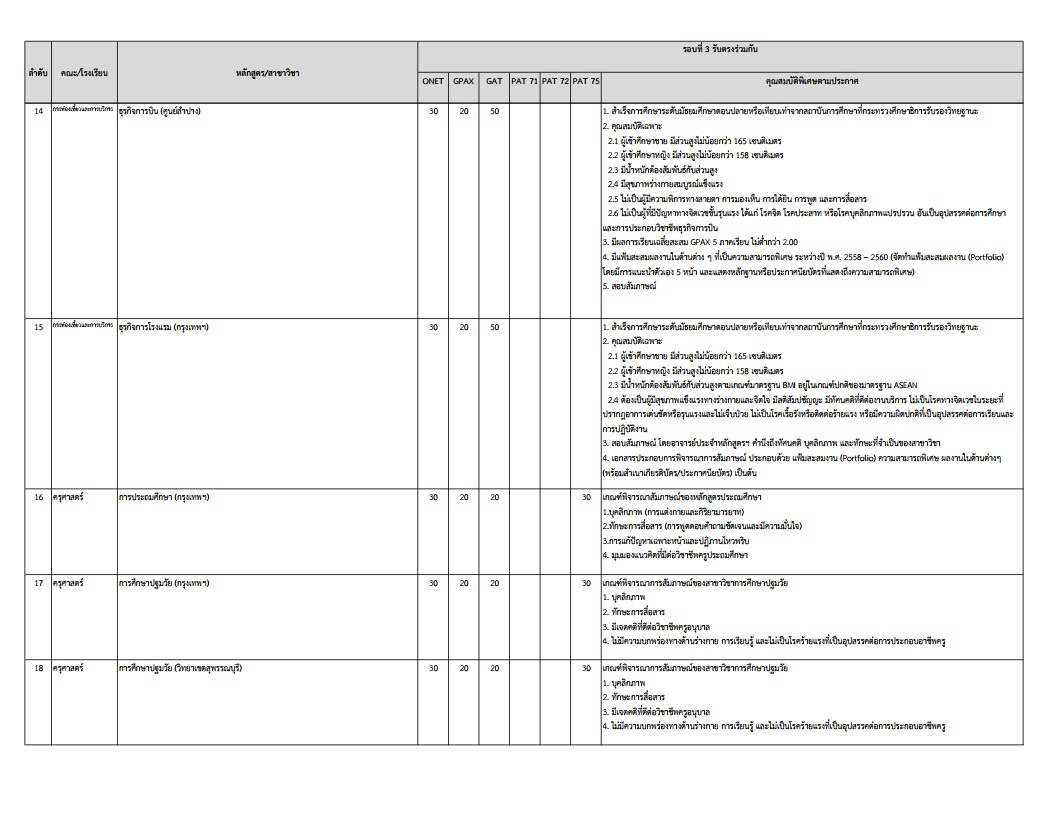 รอบที่ 3 รับตรงร่วมกัน
ลำดับ คณะ/โรงเรียน หลักสูตร/สาขาวิชา
ONET GPAX GAT PAT 71 PAT 72 PAT 75 คุณสมบัติพิเศษตามประกาศ
14 การท่องเที่ยวและการบริการ ธุรกิจการบิน (ศูนย์ลำปาง) 30 20 50 1. สำเร็จการศึกษาระดับมัธยมศึกษาตอนปลายหรือเทียบเท่าจากสถาบันการศึกษาที่กระทรวงศึกษาธิการรับรองวิทยฐานะ
2. คุณสมบัติเฉพาะ
2.1 ผู้เข้าศึกษาชาย มีส่วนสูงไม่น้อยกว่า 165 เซนติเมตร
2.2 ผู้เข้าศึกษาหญิง มีส่วนสูงไม่น้อยกว่า 158 เซนติเมตร
2.3 มีน้ำหนักต้องสัมพันธ์กับส่วนสูง
2.4 มีสุขภาพร่างกายสมบูรณ์แข็งแรง
2.5 ไม่เป็นผู้มีความพิการทางสายตา การมองเห็น การได้ยิน การพูด และการสื่อสาร
2.6 ไม่เป็นผู้ที่มีปัญหาทางจิตเวชขั้นรุนแรง ได้แก่ โรคจิต โรคประสาท หรือโรคบุคลิกภาพแปรปรวน อันเป็นอุปสรรคต่อการศึกษา
และการประกอบวิชาชีพธุรกิจการบิน
3. มีผลการเรียนเฉลี่ยสะสม GPAX 5 ภาคเรียน ไม่ต่ำกว่า 2.00
4. มีแฟ้มสะสมผลงานในด้านต่าง ๆ ที่เป็นความสามารถพิเศษ ระหว่างปี พ.ศ. 2558 – 2560 (จัดทำแฟ้มสะสมผลงาน (Portfolio)
โดยมีการแนะนำตัวเอง 5 หน้า และแสดงหลักฐานหรือประกาศนียบัตรที่แสดงถึงความสามารถพิเศษ)
5. สอบสัมภาษณ์
15 การท่องเที่ยวและการบริการ ธุรกิจการโรงแรม (กรุงเทพฯ) 30 20 50 1. สำเร็จการศึกษาระดับมัธยมศึกษาตอนปลายหรือเทียบเท่าจากสถาบันการศึกษาที่กระทรวงศึกษาธิการรับรองวิทยฐานะ
2. คุณสมบัติเฉพาะ
2.1 ผู้เข้าศึกษาชาย มีส่วนสูงไม่น้อยกว่า 165 เซนติเมตร
2.2 ผู้เข้าศึกษาหญิง มีส่วนสูงไม่น้อยกว่า 158 เซนติเมตร
2.3 มีน้ำหนักต้องสัมพันธ์กับส่วนสูงตามเกณฑ์มาตรฐาน BMI อยู่ในเกณฑ์ปกติของมาตรฐาน ASEAN
2.4 ต้องเป็นผู้มีสุขภาพแข็งแรงทางร่างกายและจิตใจ มีสติสัมปชัญญะ มีทัศนคติที่ดีต่องานบริการ ไม่เป็นโรคทางจิตเวชในระยะที่
ปรากฏอาการเด่นชัดหรือรุนแรงและไม่เจ็บป่วย ไม่เป็นโรคเรื้อรังหรือติดต่อร้ายแรง หรือมีความผิดปกติที่เป็นอุปสรรคต่อการเรียนและ
การปฏิบัติงาน
3. สอบสัมภาษณ์ โดยอาจารย์ประจำหลักสูตรฯ คำนึงถึงทัศนคติ บุคลิกภาพ และทักษะที่จำเป็นของสาขาวิชา
4. เอกสารประกอบการพิจารณาการสัมภาษณ์ ประกอบด้วย แฟ้มสะสมงาน (Portfolio) ความสามารถพิเศษ ผลงานในด้านต่างๆ
(พร้อมสำเนาเกียรติบัตร/ประกาศนียบัตร) เป็นต้น
16 ครุศาสตร์ การประถมศึกษา (กรุงเทพฯ) 30 20 20 30 เกณฑ์พิจารณาสัมภาษณ์ของหลักสูตรประถมศึกษา
1.บุคลิกภาพ (การแต่งกายและกิริยามารยาท)
2.ทักษะการสื่อสาร (การพูดตอบคำถามชัดเจนและมีความมั่นใจ)
3.การแก้ปัญหาเฉพาะหน้าและปฏิภาณไหวพริบ
4. มุมมองแนวคิดที่มีต่อวิชาชีพครูประถมศึกษา
17 ครุศาสตร์ การศึกษาปฐมวัย (กรุงเทพฯ) 30 20 20 30 เกณฑ์พิจารณาการสัมภาษณ์ของสาขาวิชาการศึกษาปฐมวัย
1. บุคลิกภาพ
2. ทักษะการสื่อสาร
3. มีเจตคติที่ดีต่อวิชาชีพครูอนุบาล
4. ไม่มีความบกพร่องทางด้านร่างกาย การเรียนรู้ และไม่เป็นโรคร้ายแรงที่เป็นอุปสรรคต่อการประกอบอาชีพครู
18 ครุศาสตร์ การศึกษาปฐมวัย (วิทยาเขตสุพรรณบุรี) 30 20 20 30 เกณฑ์พิจารณาการสัมภาษณ์ของสาขาวิชาการศึกษาปฐมวัย
1. บุคลิกภาพ
2. ทักษะการสื่อสาร
3. มีเจตคติที่ดีต่อวิชาชีพครูอนุบาล
4. ไม่มีความบกพร่องทางด้านร่างกาย การเรียนรู้ และไม่เป็นโรคร้ายแรงที่เป็นอุปสรรคต่อการประกอบอาชีพครู